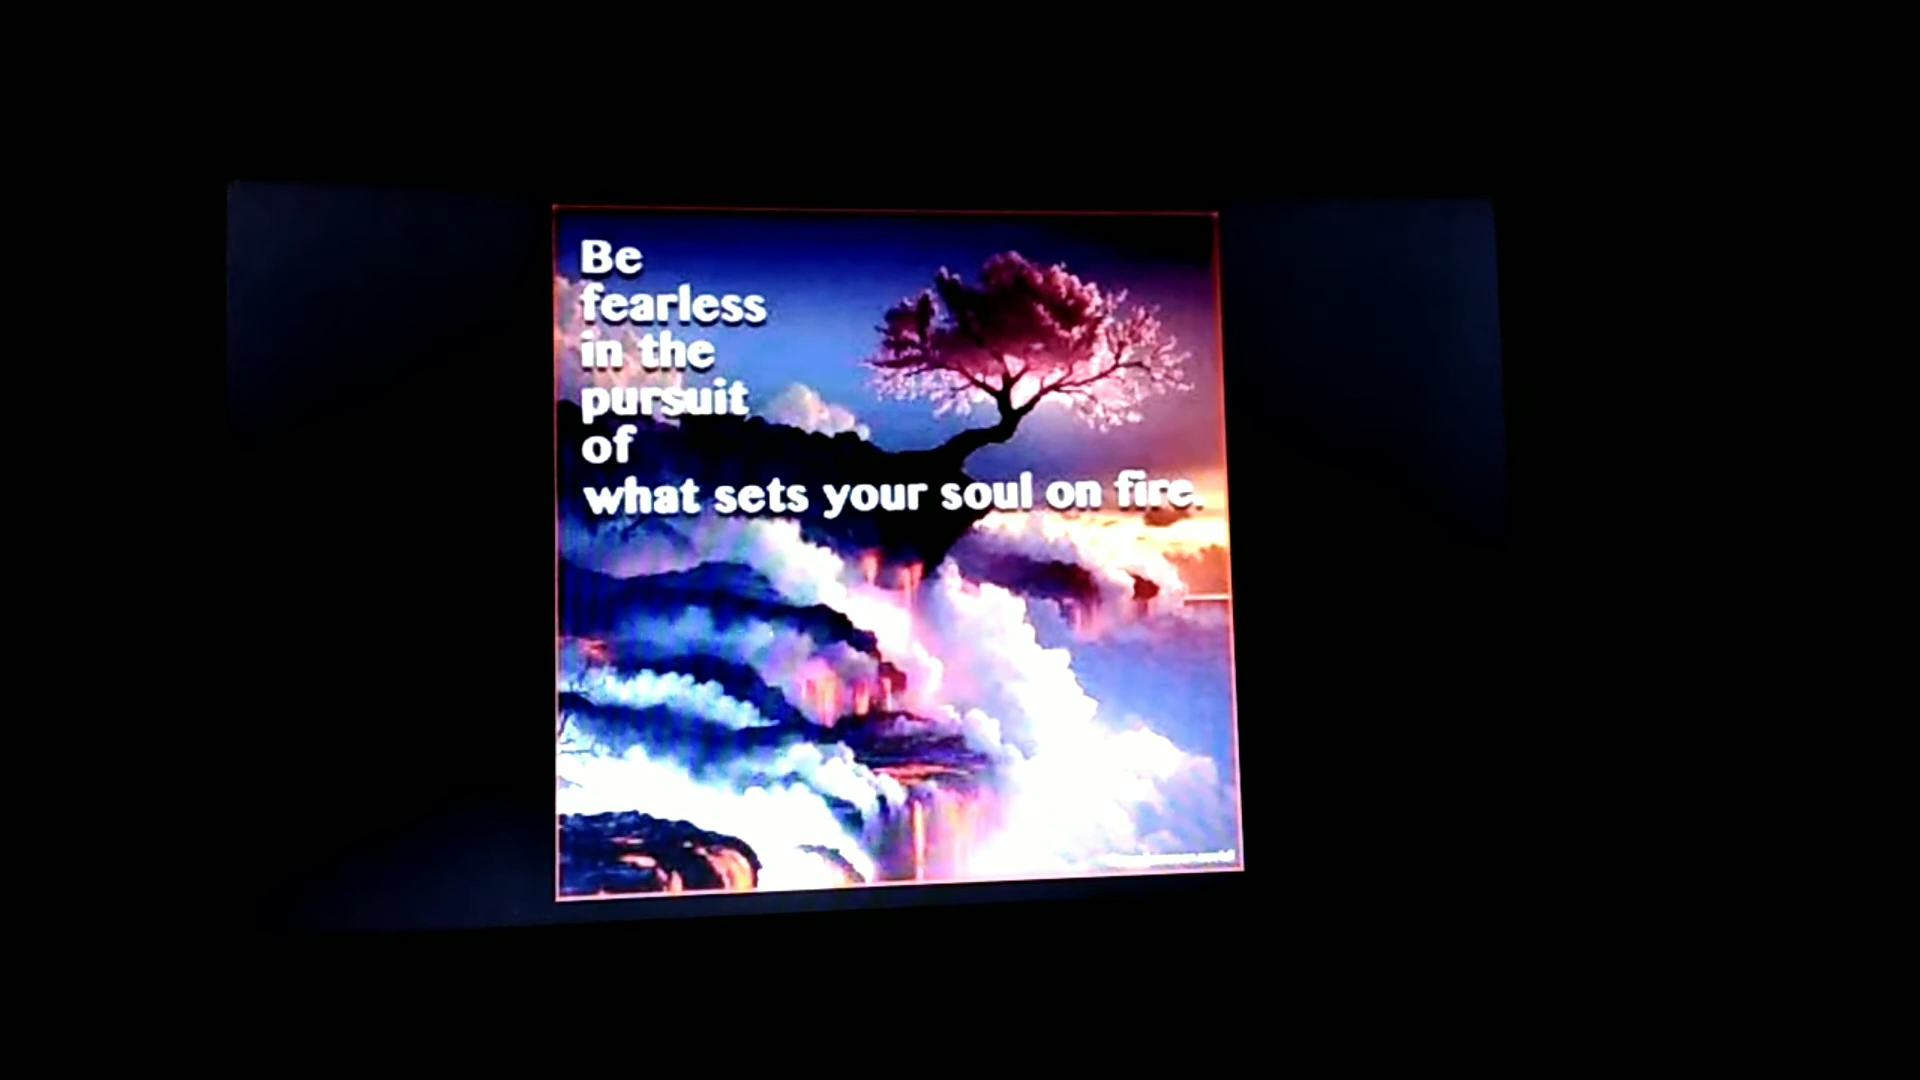 Be
fearless
in the
pursuit
of
what sets your soul on fire.